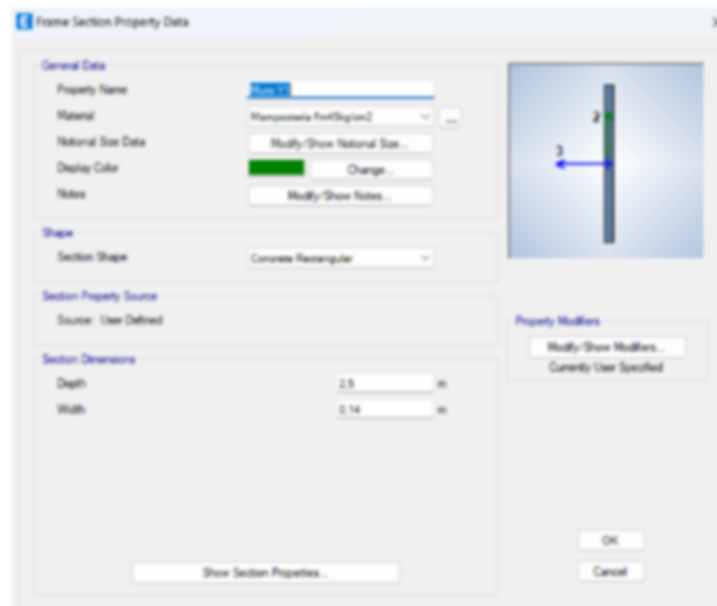 Frame Section Property Data
General Data
Property Name
Material
Mamposteria
...
Notional Size Data
Modify/Show Notional Size...
Display Color
Change...
Notes
Modify/Show Notes...
Shape
Section Shape
Concrete Rectangular
Section Property Source
Source: User Defined
Section Dimensions
Depth
2.5
m
Width
0.14
m
Show Section Properties...
2
3
Property Modifiers
Modify/Show Modifiers...
Currently User Specified
OK
Cancel